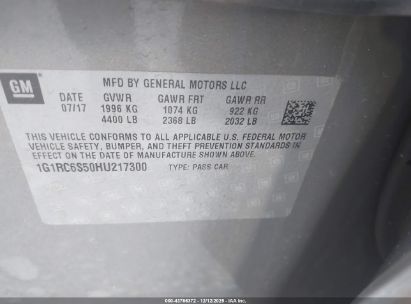 GM
MFD BY GENERAL MOTORS LLC
DATE GVWR GAWR FRT GAWR RR
07/17 1996 KG 1074 KG 922 KG
4400 LB 2368 LB 2032 LB
THIS VEHICLE CONFORMS TO ALL APPLICABLE U.S. FEDERAL MOTOR
VEHICLE SAFETY, BUMPER, AND THEFT PREVENTION STANDARDS
IN EFFECT ON THE DATE OF MANUFACTURE SHOWN ABOVE.
1G1RC6S50HU217300 TYPE: PASS CAR